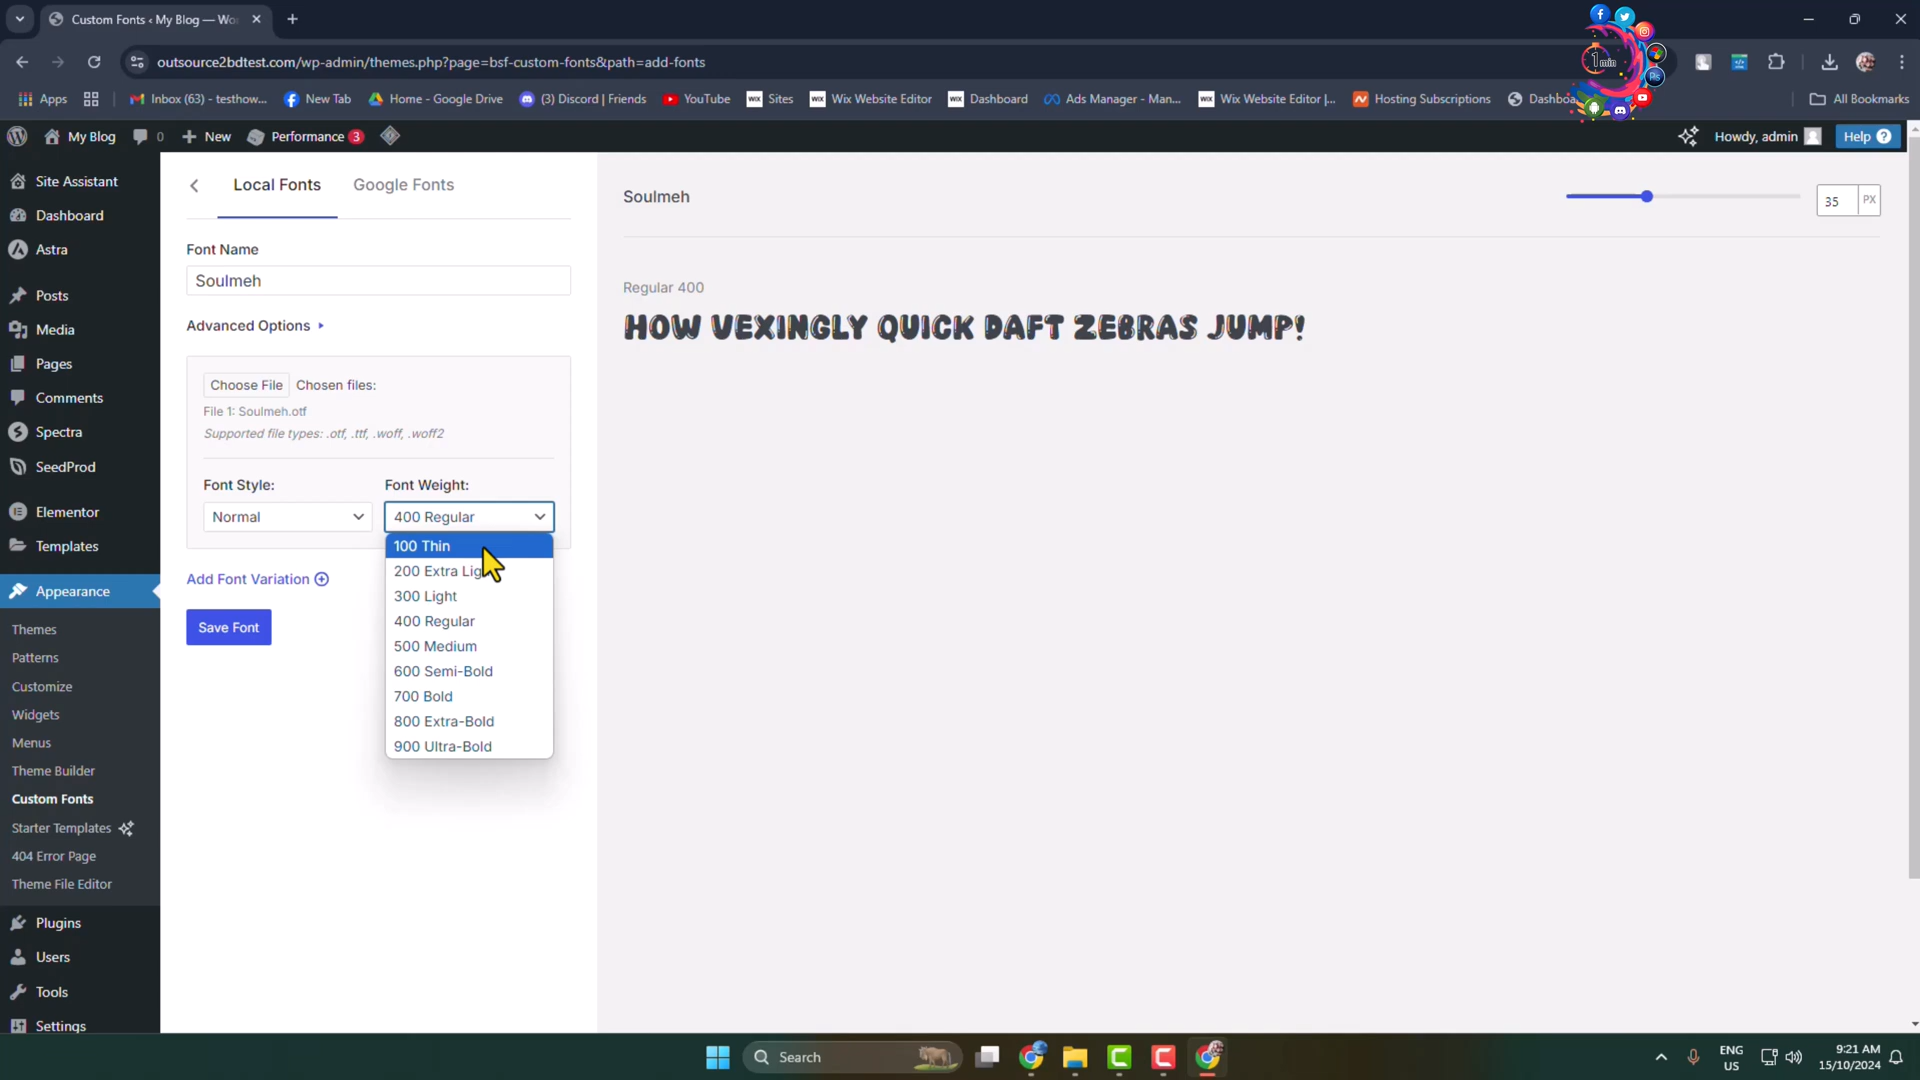 Custom Fonts ‹ My Blog — Wo
outsource2bdtest.com/wp-admin/themes.php?page=bsf-custom-fonts&path=add-fonts
1min
Ps
Apps
Inbox (63) - testhow...
New Tab
Home - Google Drive
(3) Discord | Friends
YouTube
WIX Sites
WIX Wix Website Editor
WIX Dashboard
Ads Manager - Man...
WIX Wix Website Editor |...
Hosting Subscriptions
All Bookmarks
My Blog
0
New
Performance 3
Howdy, admin
Help ?
Site Assistant
Dashboard
Astra
Posts
Media
Pages
Comments
Spectra
SeedProd
Elementor
Templates
Appearance
Themes
Patterns
Customize
Widgets
Menus
Theme Builder
Custom Fonts
Starter Templates
404 Error Page
Theme File Editor
Plugins
Users
Tools
Settings
Local Fonts
Google Fonts
Font Name
Soulmeh
Advanced Options
Choose File Chosen files:
File 1: Soulmeh.otf
Supported file types: .otf, .ttf, .woff, .woff2
Font Style:
Font Weight:
Normal
400 Regular
100 Thin
200 Extra Lig
300 Light
400 Regular
500 Medium
600 Semi-Bold
700 Bold
800 Extra-Bold
900 Ultra-Bold
Add Font Variation
Save Font
Soulmeh
35 PX
Regular 400
HOW VEXINGLY QUICK DAFT ZEBRAS JUMP!
Search
ENG
US
9:21 AM
15/10/2024